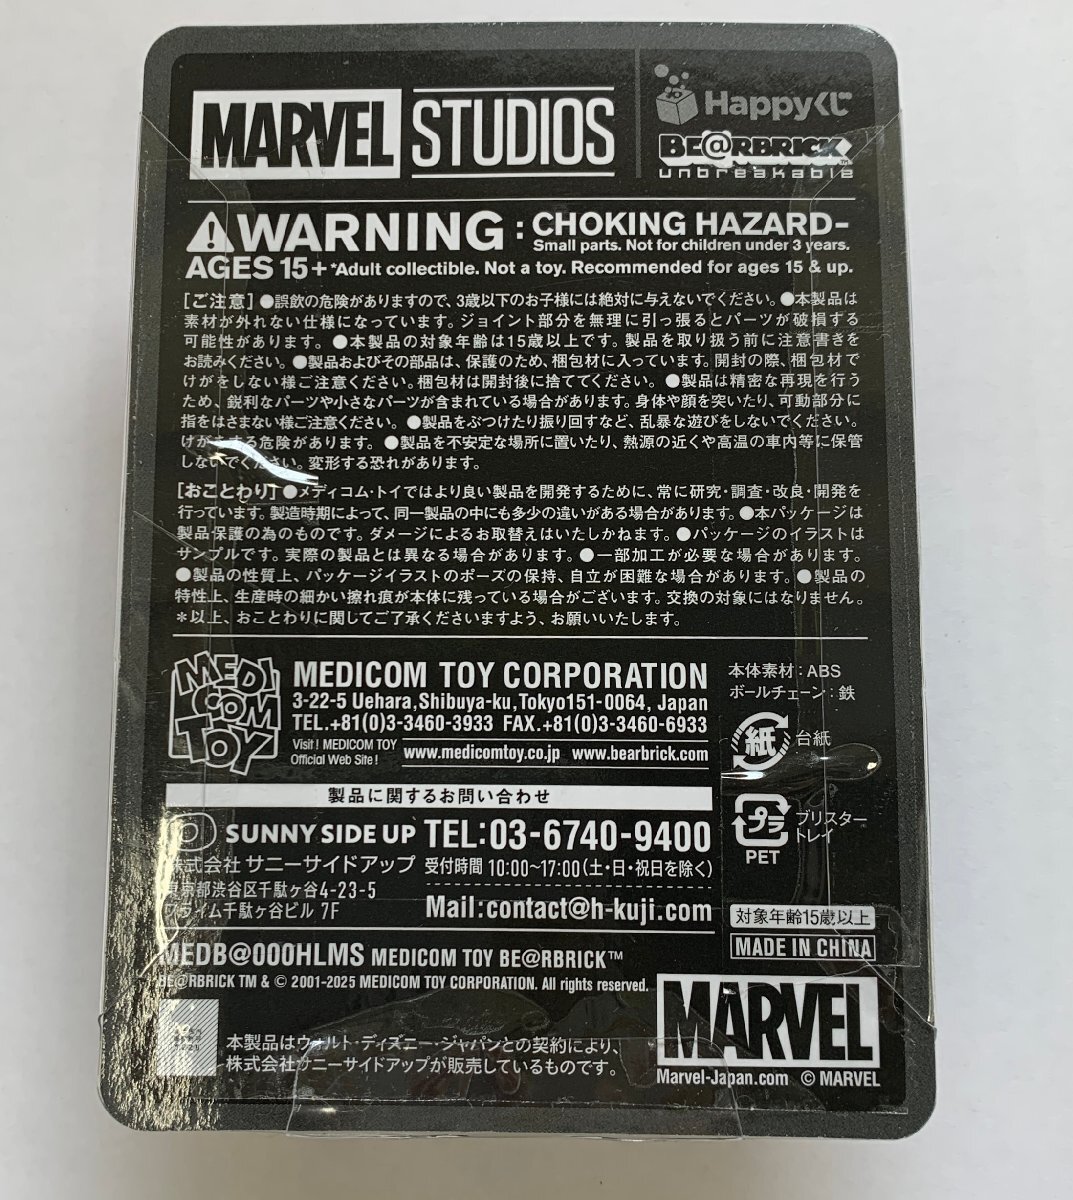 MARVEL STUDIOS
Happyくじ
BE@RBRICK™
unbreakable
⚠WARNING : CHOKING HAZARD-
Small parts. Not for children under 3 years.
AGES 15+ *Adult collectible. Not a toy. Recommended for ages 15 & up.
[ご注意] ●誤飲の危険がありますので、3歳以下のお子様には絶対に与えないでください。●本製品は
素材が外れない仕様になっています。ジョイント部分を無理に引っ張るとパーツが破損する
可能性があります。●本製品の対象年齢は15歳以上です。製品を取り扱う前に注意書きを
お読みください。●製品およびその部品は、保護のため、梱包材に入っています。開封の際、梱包材で
けがをしない様ご注意ください。梱包材は開封後に捨ててください。●製品は精密な再現を行う
ため、鋭利なパーツや小さなパーツが含まれている場合があります。身体や顔を突いたり、可動部分に
指をはさまない様ご注意ください。●製品をぶつけたり振り回すなど、乱暴な遊びをしないでください。
けがをする危険があります。●製品を不安定な場所に置いたり、熱源の近くや高温の車内等に保管
しないでください。変形する恐れがあります。
[おことわり] ●メディコム・トイではより良い製品を開発するために、常に研究・調査・改良・開発を
行っています。製造時期によって、同一製品の中にも多少の違いがある場合があります。●本パッケージは
製品保護の為のものです。ダメージによるお取替えはいたしかねます。●パッケージのイラストは
サンプルです。実際の製品とは異なる場合があります。●一部加工が必要な場合があります。
●製品の性質上、パッケージイラストのポーズの保持、自立が困難な場合があります。●製品の
特性上、生産時の細かい擦れ痕が本体に残っている場合がございます。交換の対象にはなりません。
*以上、おことわりに関してご了承くださいますよう、お願いいたします。
MEDICOM TOY
MEDICOM TOY CORPORATION
3-22-5 Uehara,Shibuya-ku,Tokyo151-0064, Japan
TEL.+81(0)3-3460-3933 FAX.+81(0)3-3460-6933
Visit! MEDICOM TOY
Official Web Site!
www.medicomtoy.co.jp www.bearbrick.com
本体素材:ABS
ボールチェーン:鉄
紙 台紙
プラ ブリスター
トレイ
PET
製品に関するお問い合わせ
SUNNY SIDE UP TEL:03-6740-9400
株式会社 サニーサイドアップ 受付時間 10:00〜17:00(土・日・祝日を除く)
東京都渋谷区千駄ヶ谷4-23-5
プライム千駄ヶ谷ビル 7F
Mail:contact@h-kuji.com
対象年齢15歳以上
MADE IN CHINA
MEDB@000HLMS MEDICOM TOY BE@RBRICK™
BE@RBRICK TM & © 2001-2025 MEDICOM TOY CORPORATION. All rights reserved.
本製品はウォルト・ディズニー・ジャパンとの契約により、
株式会社サニーサイドアップが販売しているものです。
MARVEL
Marvel-Japan.com © MARVEL